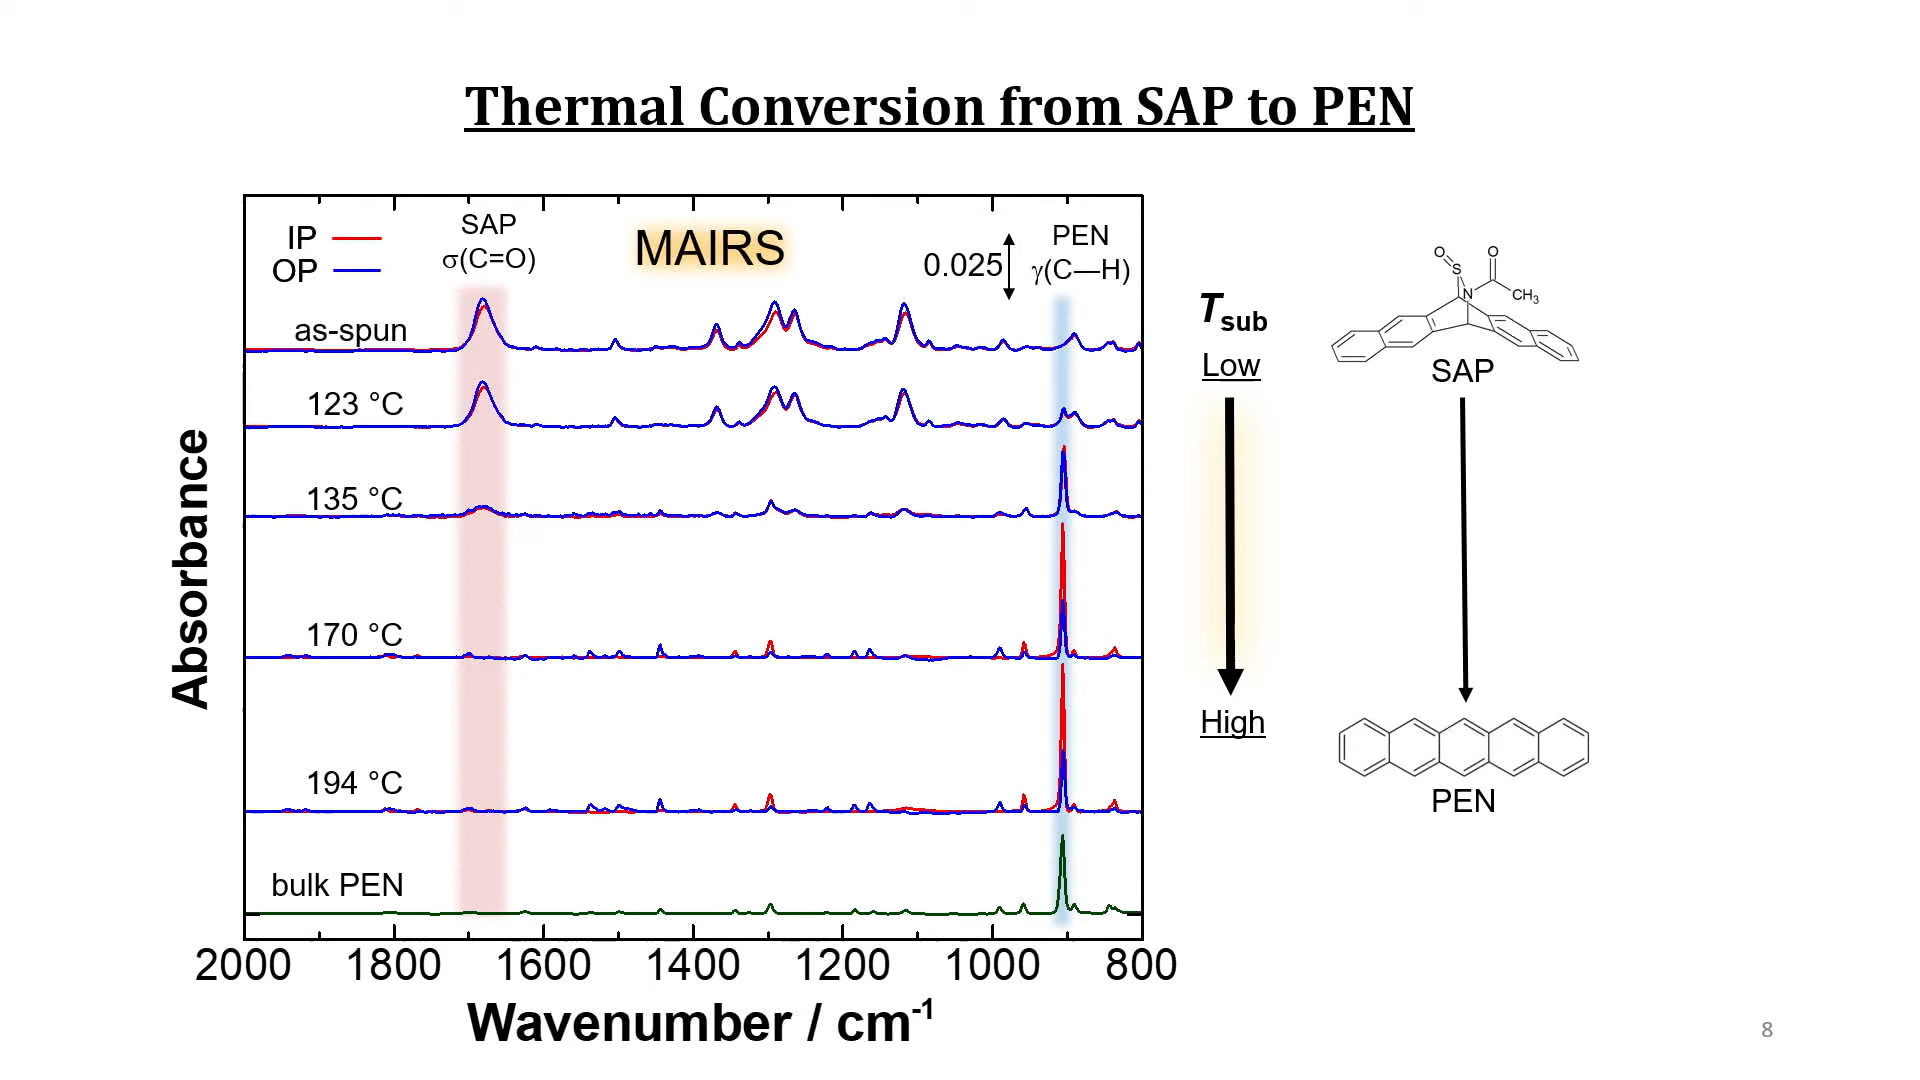 Thermal Conversion from SAP to PEN
IP
OP
SAP
σ(C=O)
MAIRS
0.025
PEN
γ(C—H)
as-spun
123 °C
135 °C
170 °C
194 °C
bulk PEN
Absorbance
2000 1800 1600 1400 1200 1000 800
Wavenumber / cm-1
Tsub
Low
High
O
O
S
N
CH3
SAP
PEN
8